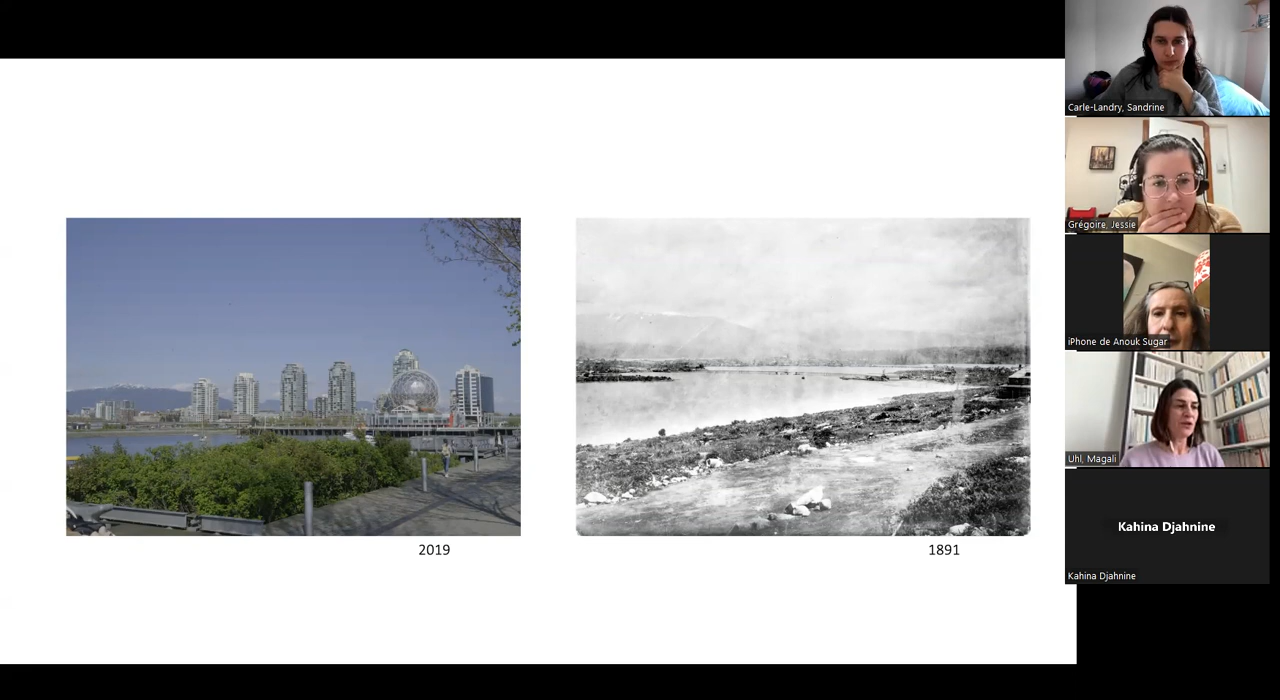 2019
1891
Carle-Landry, Sandrine
Grégoire, Jessie
iPhone de Anouk Sugar
Uhl, Magali
Kahina Djahnine
Kahina Djahnine